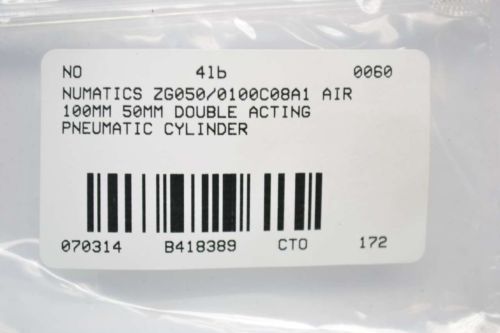 NO 4lb 0060
NUMATICS ZG050/0100C08A1 AIR
100MM 50MM DOUBLE ACTING
PNEUMATIC CYLINDER
070314 B418389 CTO 172